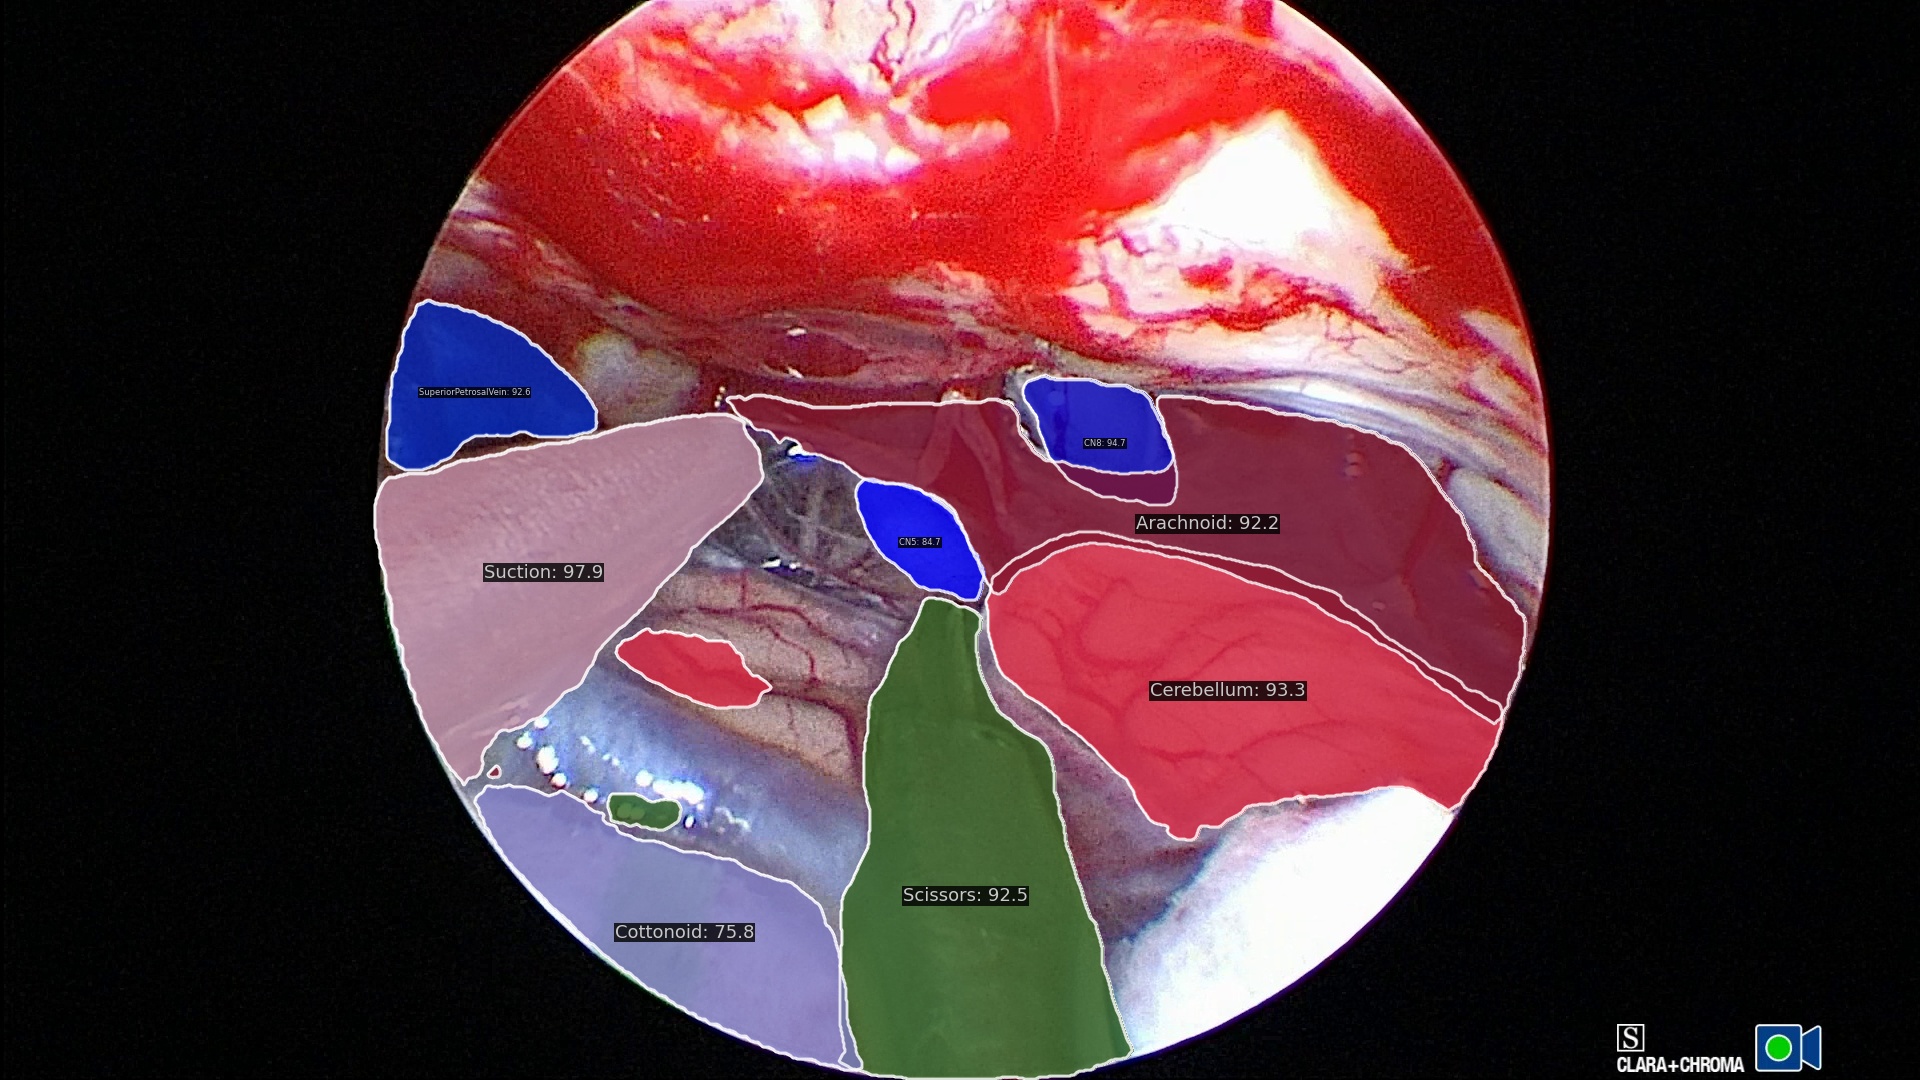 SuperiorPetrosalVein: 92.6
CN8: 94.7
Arachnoid: 92.2
CN5: 84.7
Suction: 97.9
Cerebellum: 93.3
Scissors: 92.5
Cottonoid: 75.8
S
CLARA+CHROMA